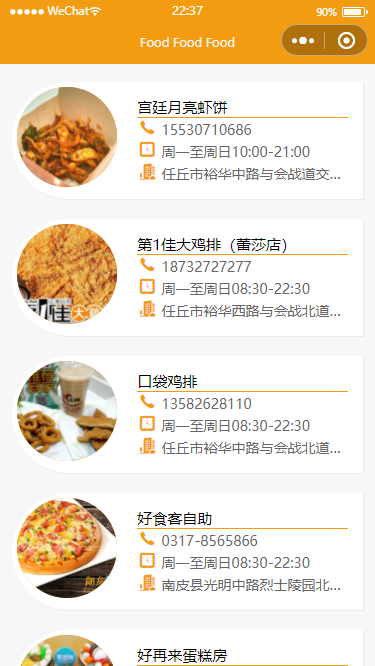 WeChat
22:37
90%
Food Food Food
宫廷月亮虾饼
15530710686
周一至周日10:00-21:00
任丘市裕华中路与会战道交...
第1佳大鸡排（蕾莎店）
18732727277
周一至周日08:30-22:30
任丘市裕华西路与会战北道...
口袋鸡排
13582628110
周一至周日08:30-22:30
任丘市裕华中路与会战北道...
好食客自助
0317-8565866
周一至周日08:30-22:30
南皮县光明中路烈士陵园北...
好再来蛋糕房